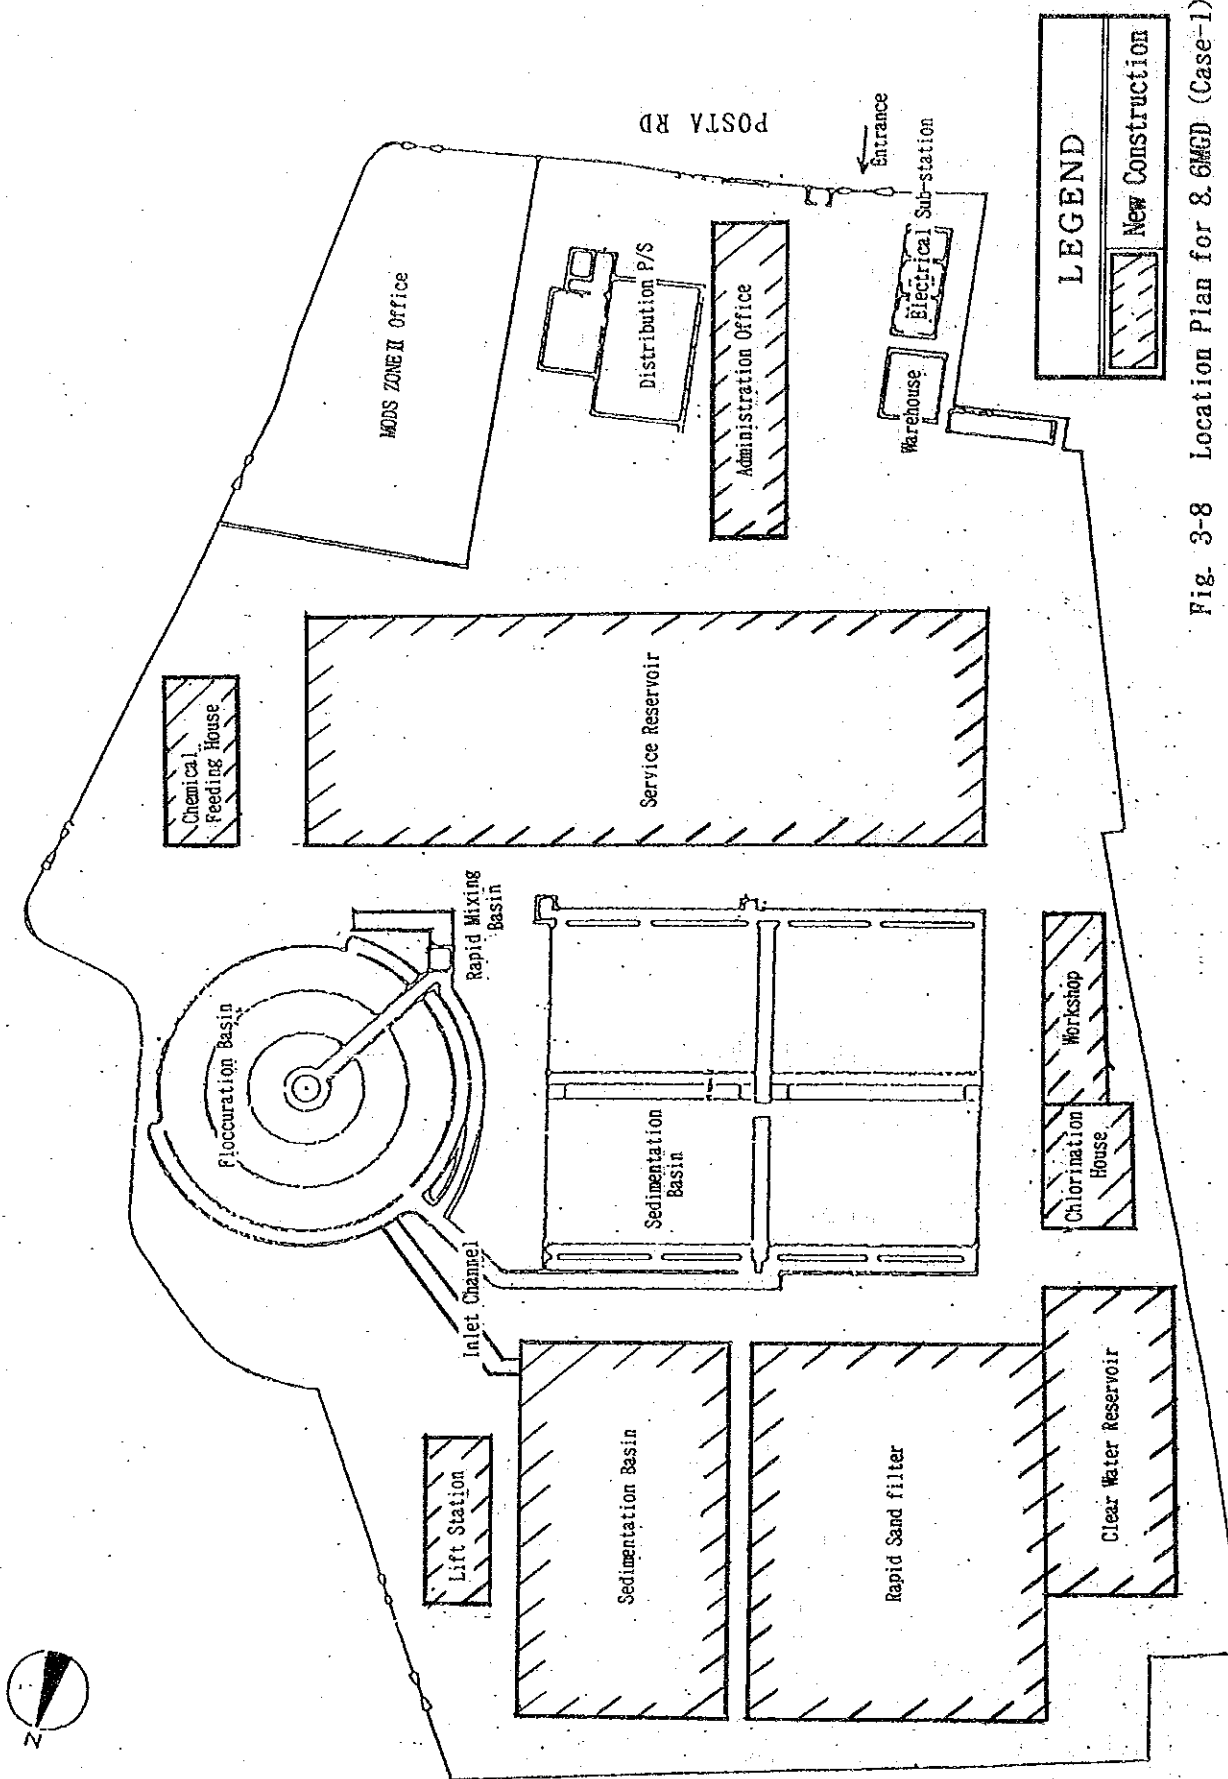 POSTA RD
Entrance
MODS ZONE II Office
Distribution P/S
Electrical Sub-station
Administration Office
Warehouse
Chemical
Feeding House
Service Reservoir
Rapid Mixing
Basin
Floccuration Basin
Workshop
Sedimentation
Basin
Chlorination
House
Inlet Channel
Lift Station
Sedimentation Basin
Rapid Sand filter
Clear Water Reservoir
N
LEGEND
New Construction
Fig. 3-8 Location Plan for 8.6MGD (Case-1)